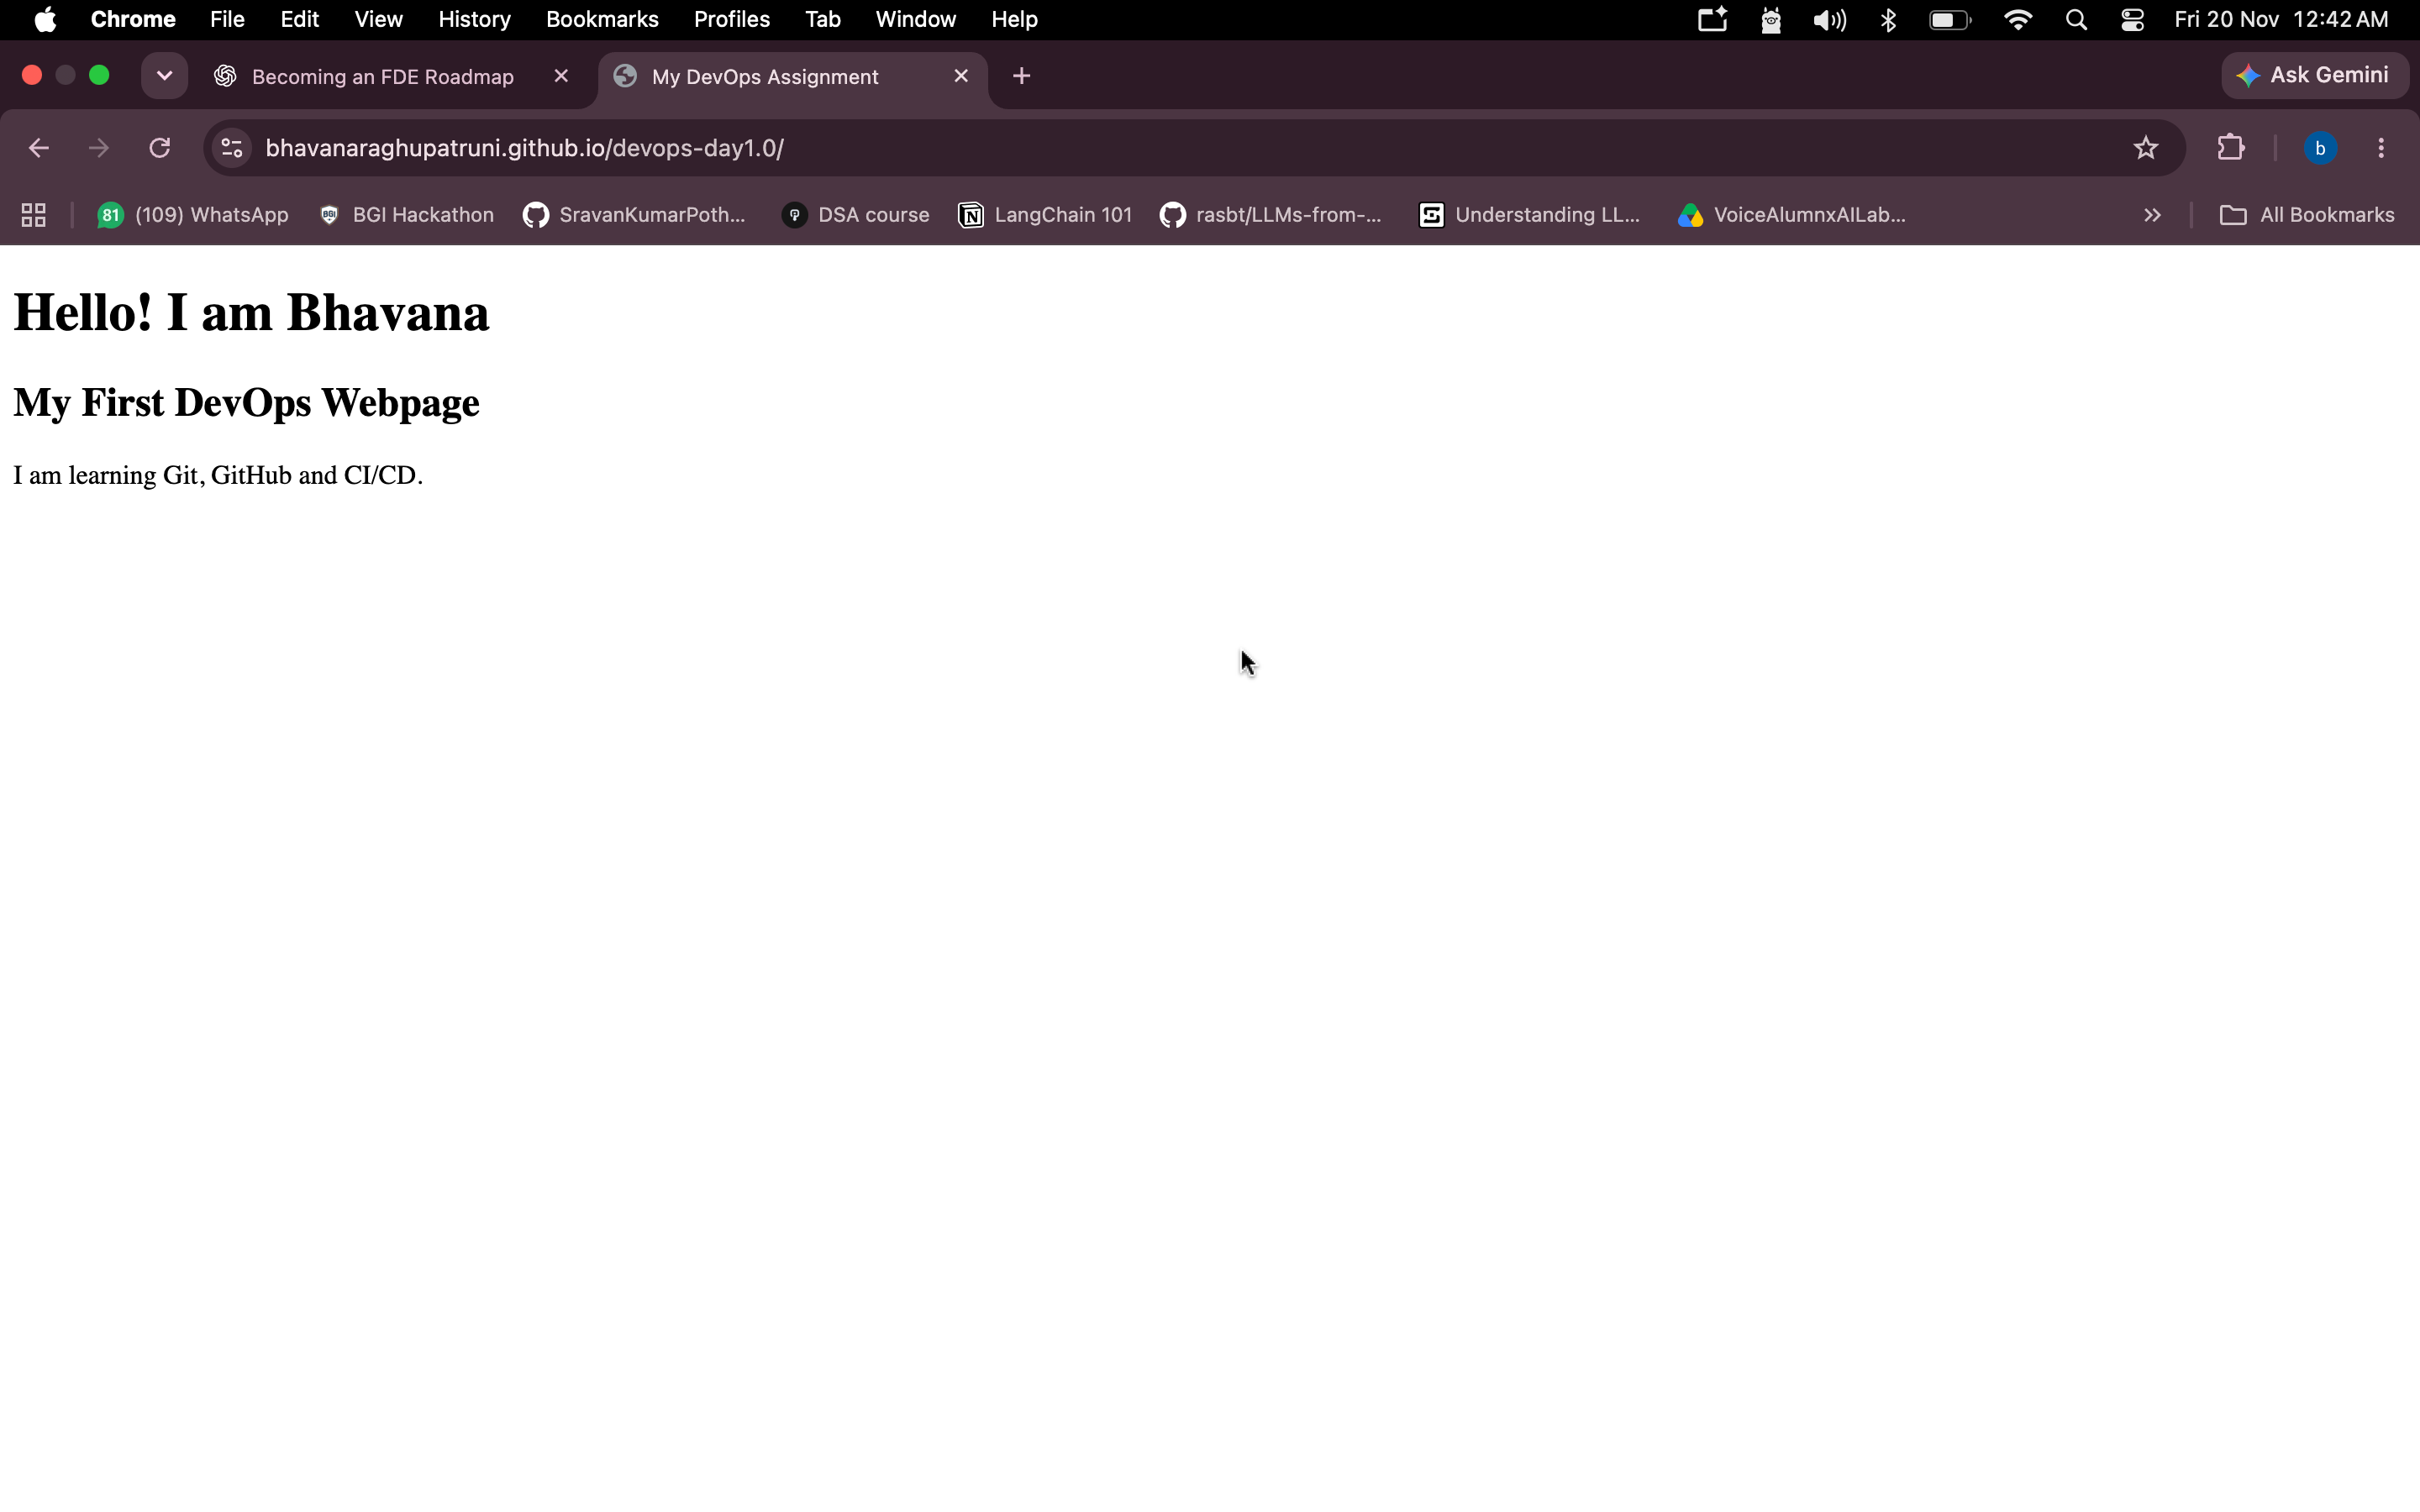 Chrome File Edit View History Bookmarks Profiles Tab Window Help Fri 20 Nov 12:42 AM
Becoming an FDE Roadmap My DevOps Assignment Ask Gemini
bhavanaraghupatruni.github.io/devops-day1.0/ b
81 (109) WhatsApp BGI BGI Hackathon SravanKumarPoth... DSA course LangChain 101 rasbt/LLMs-from-... Understanding LL... VoiceAlumnxAILab... All Bookmarks
Hello! I am Bhavana
My First DevOps Webpage
I am learning Git, GitHub and CI/CD.